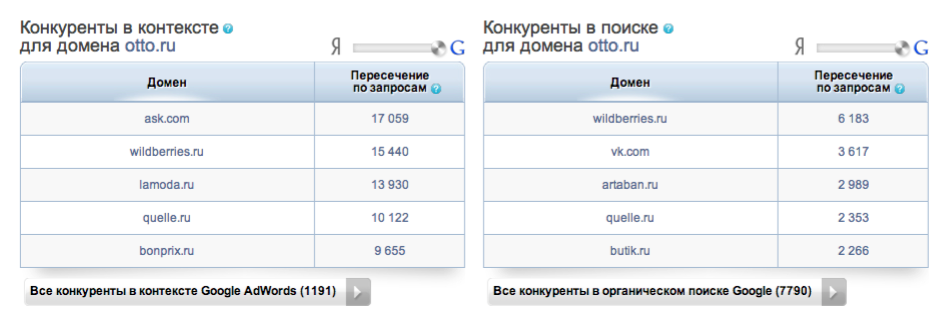 Конкуренты в контексте ?
для домена otto.ru
Я G
Домен Пересечение
по запросам ?
ask.com 17 059
wildberries.ru 15 440
lamoda.ru 13 930
quelle.ru 10 122
bonprix.ru 9 655
Все конкуренты в контексте Google AdWords (1191)
Конкуренты в поиске ?
для домена otto.ru
Я G
Домен Пересечение
по запросам ?
wildberries.ru 6 183
vk.com 3 617
artaban.ru 2 989
quelle.ru 2 353
butik.ru 2 266
Все конкуренты в органическом поиске Google (7790)